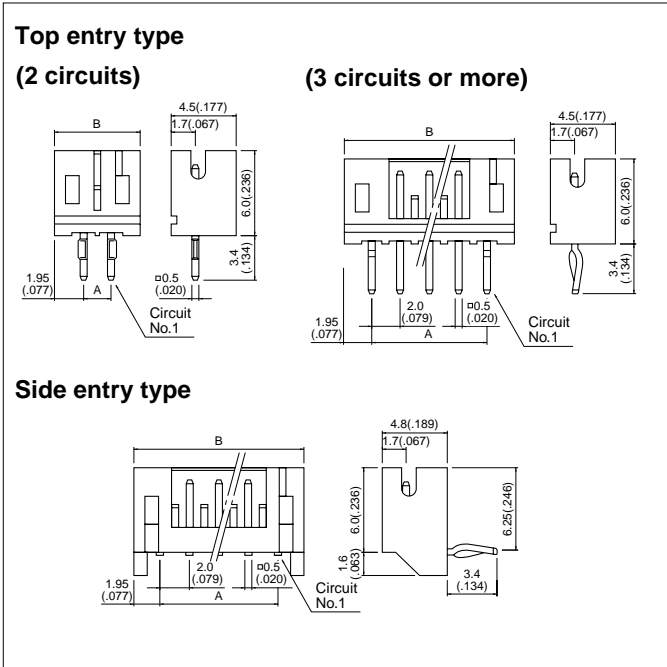 Top entry type
(2 circuits)
(3 circuits or more)
B
4.5(.177)
1.7(.067)
6.0(.236)
3.4
(.134)
1.95
(.077)
A
¤0.5
(.020)
Circuit
No.1
B
4.5(.177)
1.7(.067)
6.0(.236)
3.4
(.134)
2.0
(.079)
¤0.5
(.020)
1.95
(.077)
A
Circuit
No.1
Side entry type
B
4.8(.189)
1.7(.067)
6.0(.236)
1.6
(.063)
6.25(.246)
3.4
(.134)
2.0
(.079)
¤0.5
(.020)
1.95
(.077)
A
Circuit
No.1